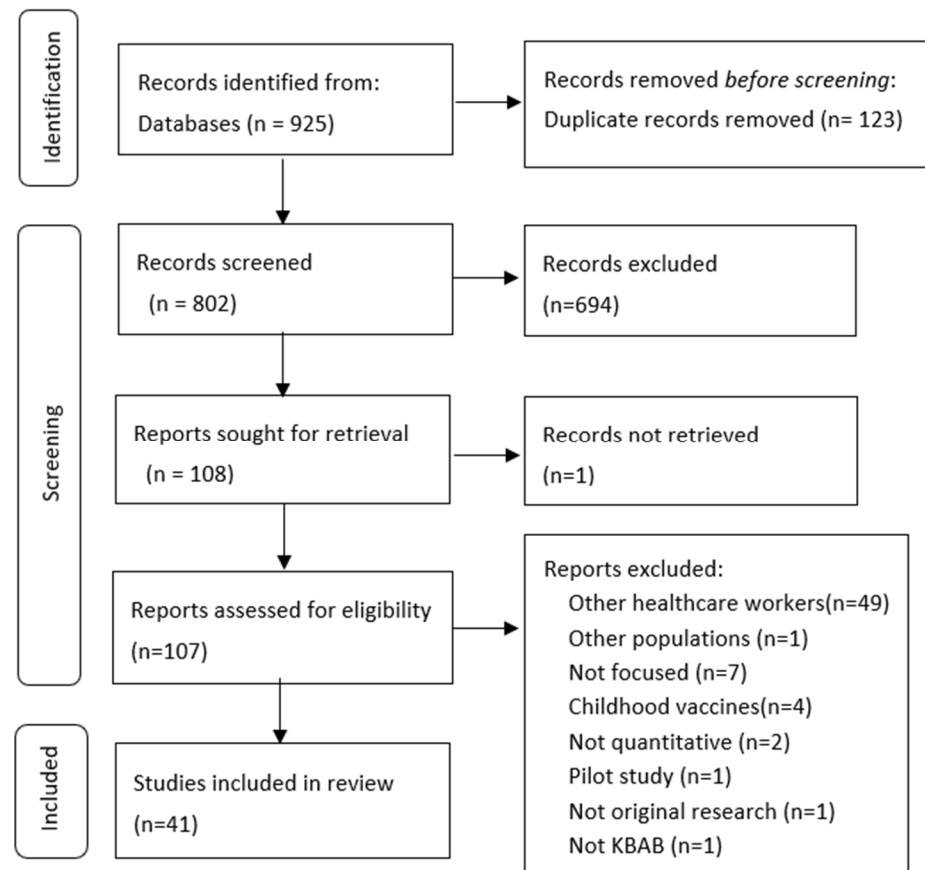 Identification
Records identified from:
Databases (n = 925)
Records removed before screening:
Duplicate records removed (n= 123)
Screening
Records screened
(n = 802)
Records excluded
(n=694)
Reports sought for retrieval
(n = 108)
Records not retrieved
(n=1)
Reports assessed for eligibility
(n=107)
Reports excluded:
Other healthcare workers(n=49)
Other populations (n=1)
Not focused (n=7)
Childhood vaccines(n=4)
Not quantitative (n=2)
Pilot study (n=1)
Not original research (n=1)
Not KBAB (n=1)
Included
Studies included in review
(n=41)